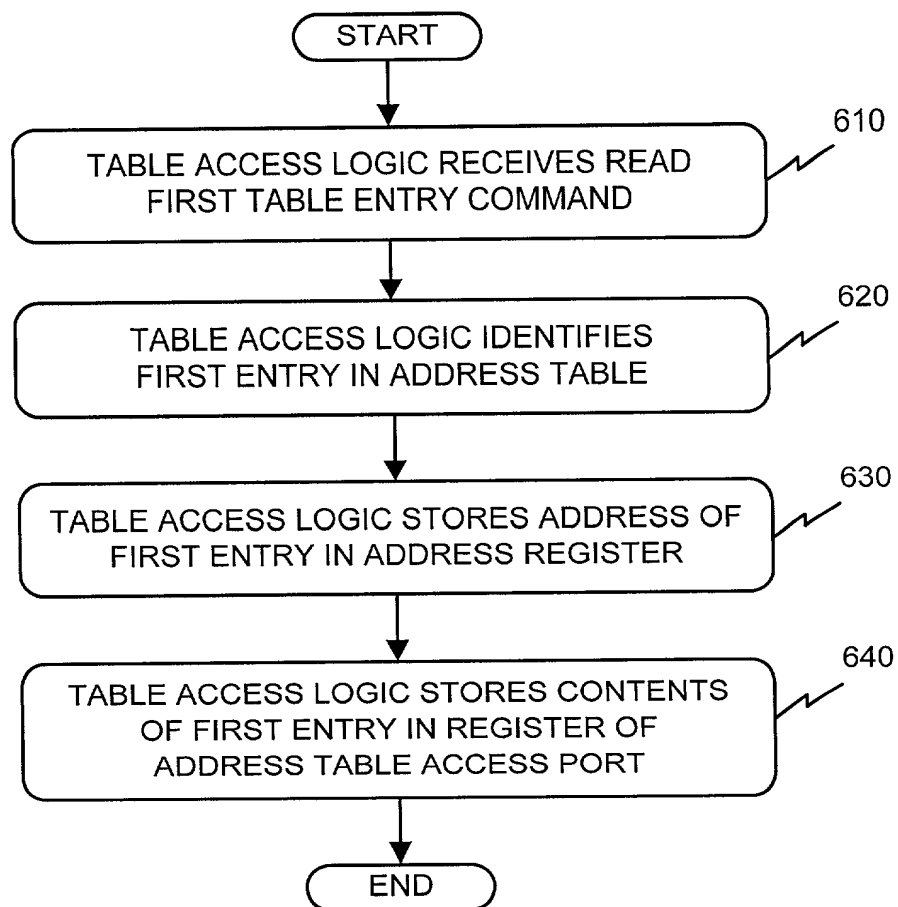 START
610
TABLE ACCESS LOGIC RECEIVES READ
FIRST TABLE ENTRY COMMAND
620
TABLE ACCESS LOGIC IDENTIFIES
FIRST ENTRY IN ADDRESS TABLE
630
TABLE ACCESS LOGIC STORES ADDRESS OF
FIRST ENTRY IN ADDRESS REGISTER
640
TABLE ACCESS LOGIC STORES CONTENTS
OF FIRST ENTRY IN REGISTER OF
ADDRESS TABLE ACCESS PORT
END